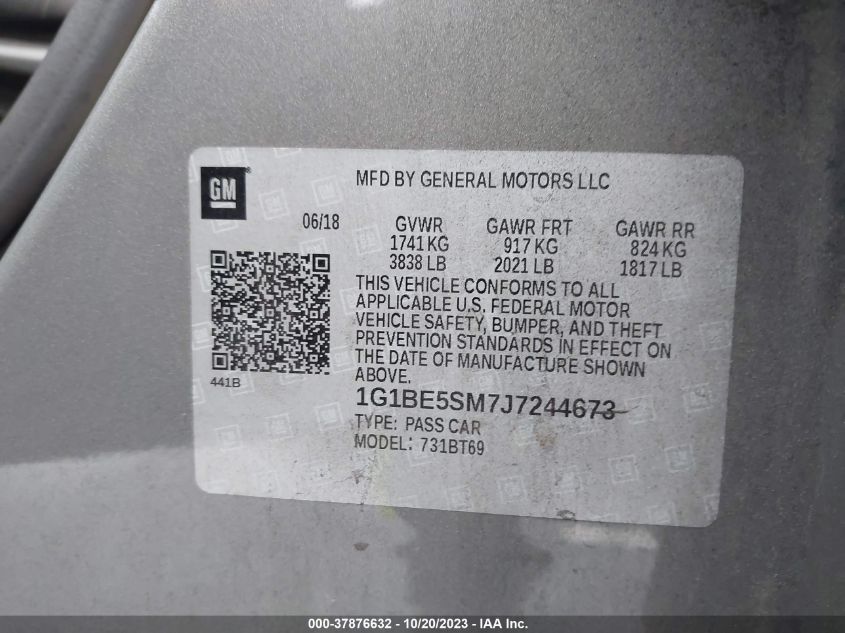 GM
MFD BY GENERAL MOTORS LLC
06/18 GVWR GAWR FRT GAWR RR
1741 KG 917 KG 824 KG
3838 LB 2021 LB 1817 LB
THIS VEHICLE CONFORMS TO ALL
APPLICABLE U.S. FEDERAL MOTOR
VEHICLE SAFETY, BUMPER, AND THEFT
PREVENTION STANDARDS IN EFFECT ON
THE DATE OF MANUFACTURE SHOWN
ABOVE.
441B
1G1BE5SM7J7244673
TYPE: PASS CAR
MODEL: 731BT69
000-37876632 - 10/20/2023 - IAA Inc.